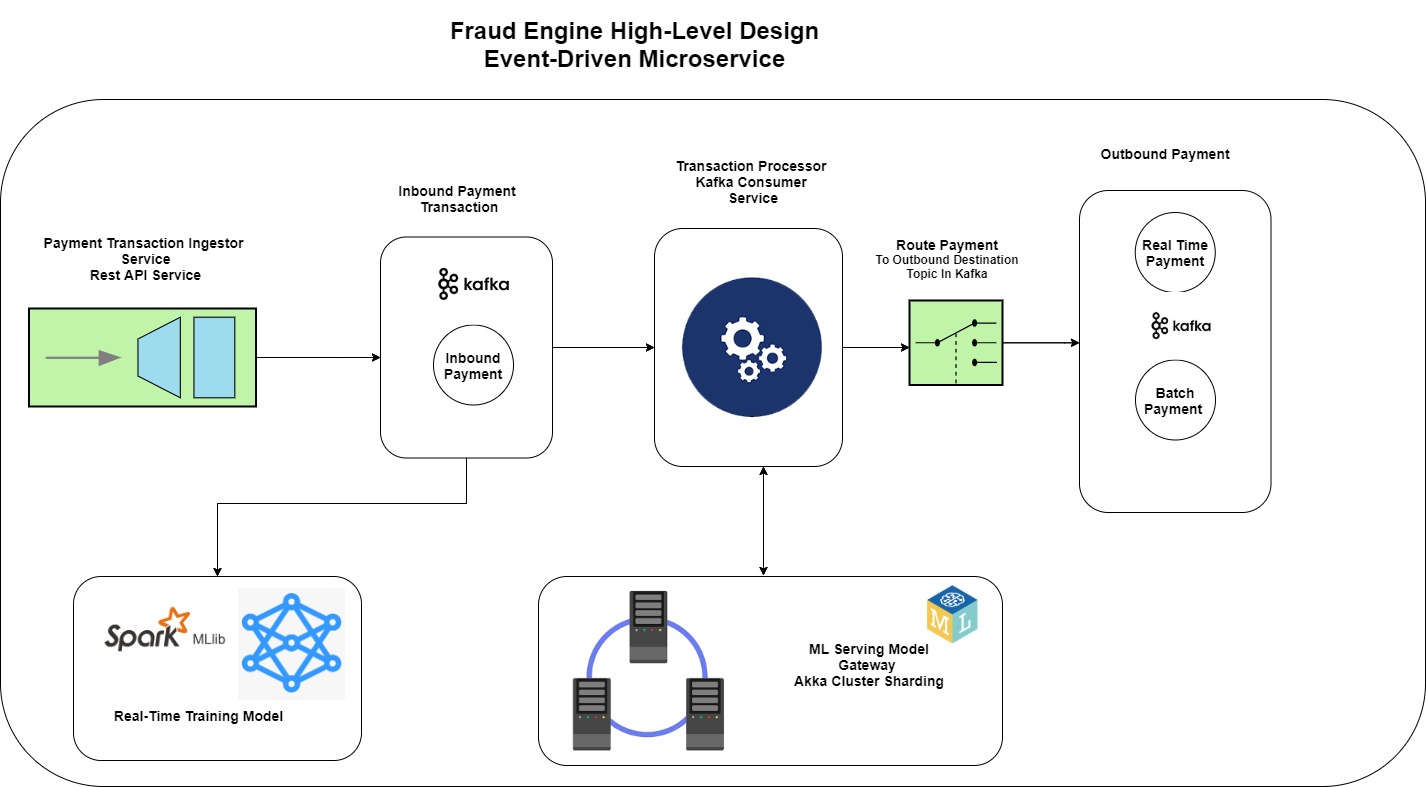 Fraud Engine High-Level Design
Event-Driven Microservice
Outbound Payment
Transaction Processor
Kafka Consumer
Service
Inbound Payment
Transaction
Payment Transaction Ingestor
Service
Rest API Service
Route Payment
To Outbound Destination
Topic In Kafka
Real Time
Payment
kafka
Inbound
Payment
kafka
Batch
Payment
Spark MLlib
Real-Time Training Model
M L
ML Serving Model
Gateway
Akka Cluster Sharding